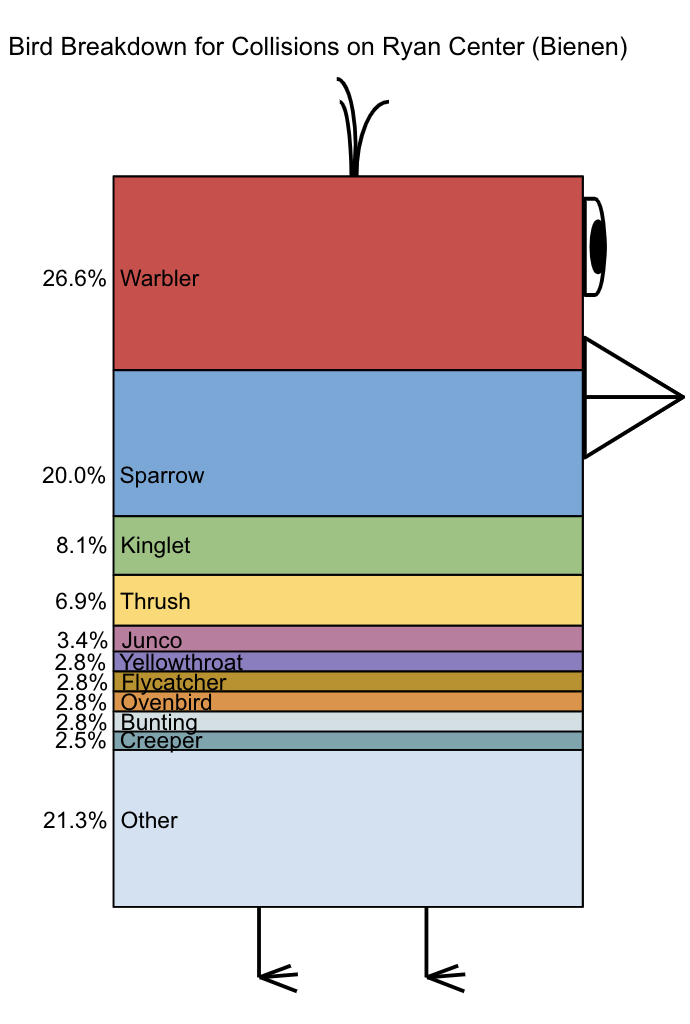 Bird Breakdown for Collisions on Ryan Center (Bienen)
26.6% Warbler
20.0% Sparrow
8.1% Kinglet
6.9% Thrush
3.4% Junco
2.8% Yellowthroat
2.8% Flycatcher
2.8% Ovenbird
2.8% Bunting
2.5% Creeper
21.3% Other